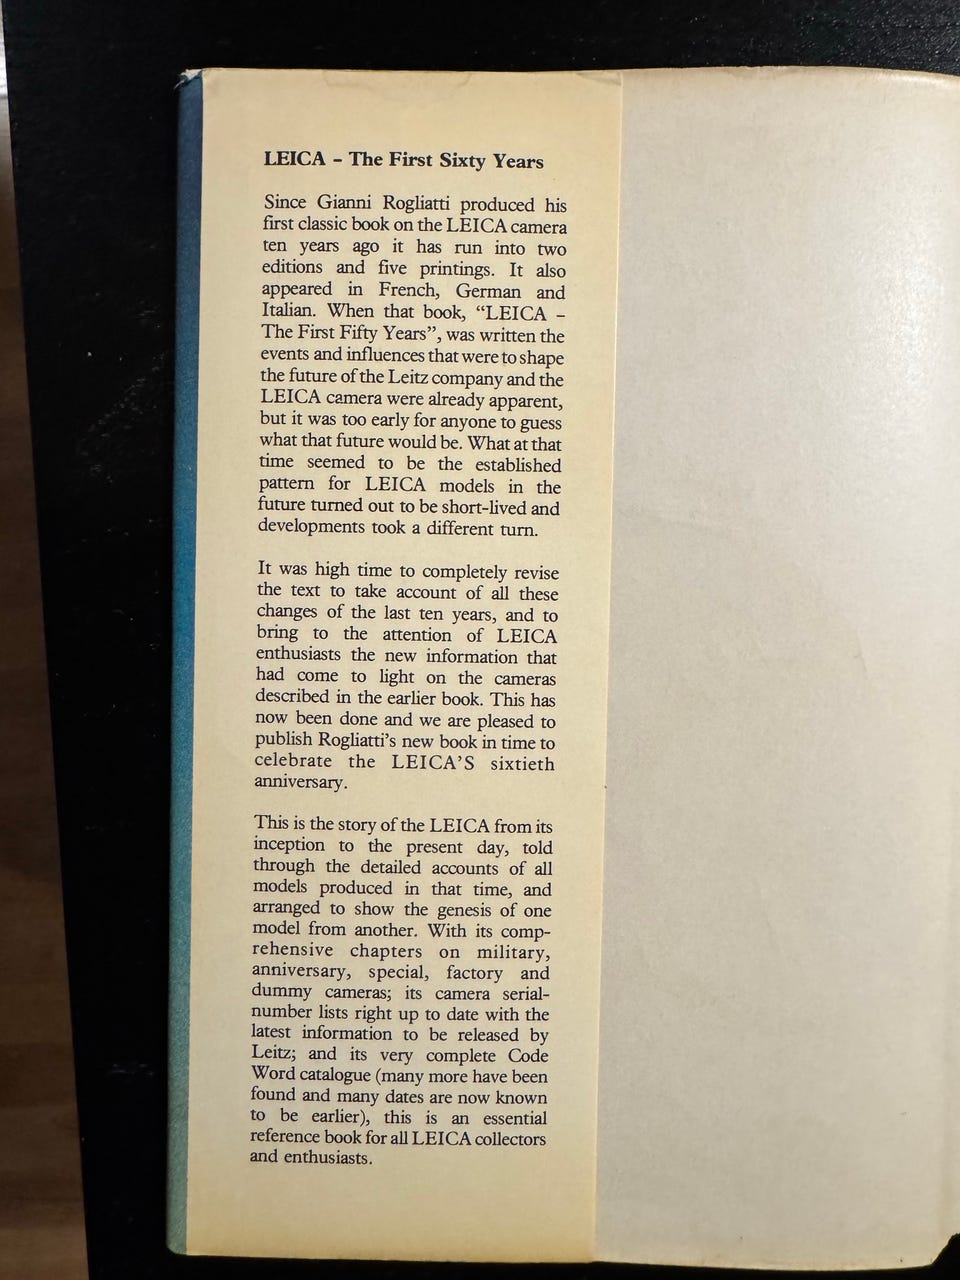 LEICA – The First Sixty Years
Since Gianni Rogliatti produced his
first classic book on the LEICA camera
ten years ago it has run into two
editions and five printings. It also
appeared in French, German and
Italian. When that book, “LEICA –
The First Fifty Years”, was written the
events and influences that were to shape
the future of the Leitz company and the
LEICA camera were already apparent,
but it was too early for anyone to guess
what that future would be. What at that
time seemed to be the established
pattern for LEICA models in the
future turned out to be short-lived and
developments took a different turn.
It was high time to completely revise
the text to take account of all these
changes of the last ten years, and to
bring to the attention of LEICA
enthusiasts the new information that
had come to light on the cameras
described in the earlier book. This has
now been done and we are pleased to
publish Rogliatti’s new book in time to
celebrate the LEICA’S sixtieth
anniversary.
This is the story of the LEICA from its
inception to the present day, told
through the detailed accounts of all
models produced in that time, and
arranged to show the genesis of one
model from another. With its comp-
rehensive chapters on military,
anniversary, special, factory and
dummy cameras; its camera serial-
number lists right up to date with the
latest information to be released by
Leitz; and its very complete Code
Word catalogue (many more have been
found and many dates are now known
to be earlier), this is an essential
reference book for all LEICA collectors
and enthusiasts.